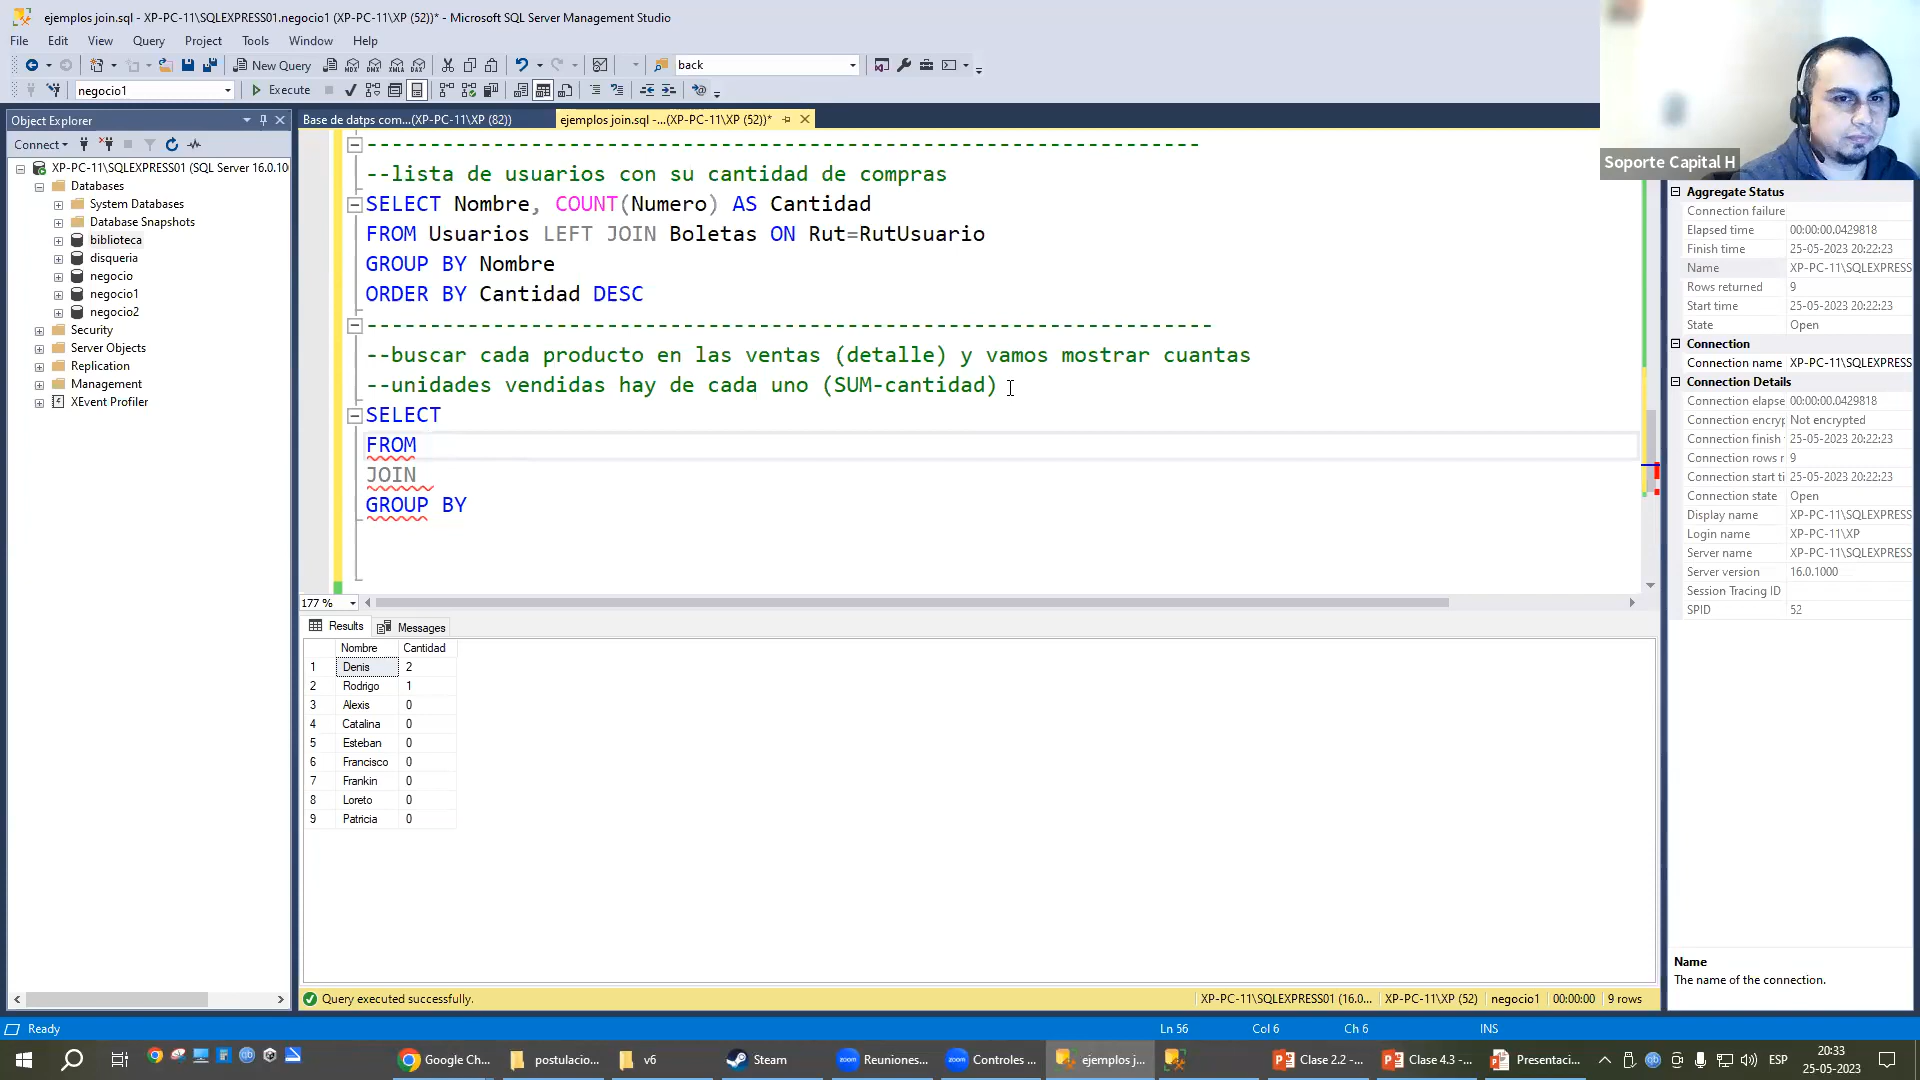 ejemplos join.sql - XP-PC-11\SQLEXPRESS01.negocio1 (XP-PC-11\XP (52))* - Microsoft SQL Server Management Studio
File Edit View Query Project Tools Window Help
New Query
back
negocio1
Execute
Object Explorer
Connect
XP-PC-11\SQLEXPRESS01 (SQL Server 16.0.10
Databases
System Databases
Database Snapshots
biblioteca
disqueria
negocio
negocio1
negocio2
Security
Server Objects
Replication
Management
XEvent Profiler
Base de datps com...(XP-PC-11\XP (82))
ejemplos join.sql -...(XP-PC-11\XP (52))*
--lista de usuarios con su cantidad de compras
SELECT Nombre, COUNT(Numero) AS Cantidad
FROM Usuarios LEFT JOIN Boletas ON Rut=RutUsuario
GROUP BY Nombre
ORDER BY Cantidad DESC
--buscar cada producto en las ventas (detalle) y vamos mostrar cuantas
--unidades vendidas hay de cada uno (SUM-cantidad)
SELECT
FROM
JOIN
GROUP BY
177 %
Results Messages
Nombre Cantidad
1 Denis 2
2 Rodrigo 1
3 Alexis 0
4 Catalina 0
5 Esteban 0
6 Francisco 0
7 Frankin 0
8 Loreto 0
9 Patricia 0
Query executed successfully.
XP-PC-11\SQLEXPRESS01 (16.0... XP-PC-11\XP (52) negocio1 00:00:00 9 rows
Soporte Capital H
Aggregate Status
Connection failure
Elapsed time 00:00:00.0429818
Finish time 25-05-2023 20:22:23
Name XP-PC-11\SQLEXPRESS
Rows returned 9
Start time 25-05-2023 20:22:23
State Open
Connection
Connection name XP-PC-11\SQLEXPRESS
Connection Details
Connection elapse 00:00:00.0429818
Connection encryp Not encrypted
Connection finish 25-05-2023 20:22:23
Connection rows r 9
Connection start ti 25-05-2023 20:22:23
Connection state Open
Display name XP-PC-11\SQLEXPRESS
Login name XP-PC-11\XP
Server name XP-PC-11\SQLEXPRESS
Server version 16.0.1000
Session Tracing ID
SPID 52
Name
The name of the connection.
Ready
Ln 56 Col 6 Ch 6 INS
Google Ch...
postulacio...
v6
Steam
zoom
Reuniones...
zoom
Controles ...
ejemplos j...
Clase 2.2 -...
Clase 4.3 -...
Presentaci...
ESP
20:33
25-05-2023